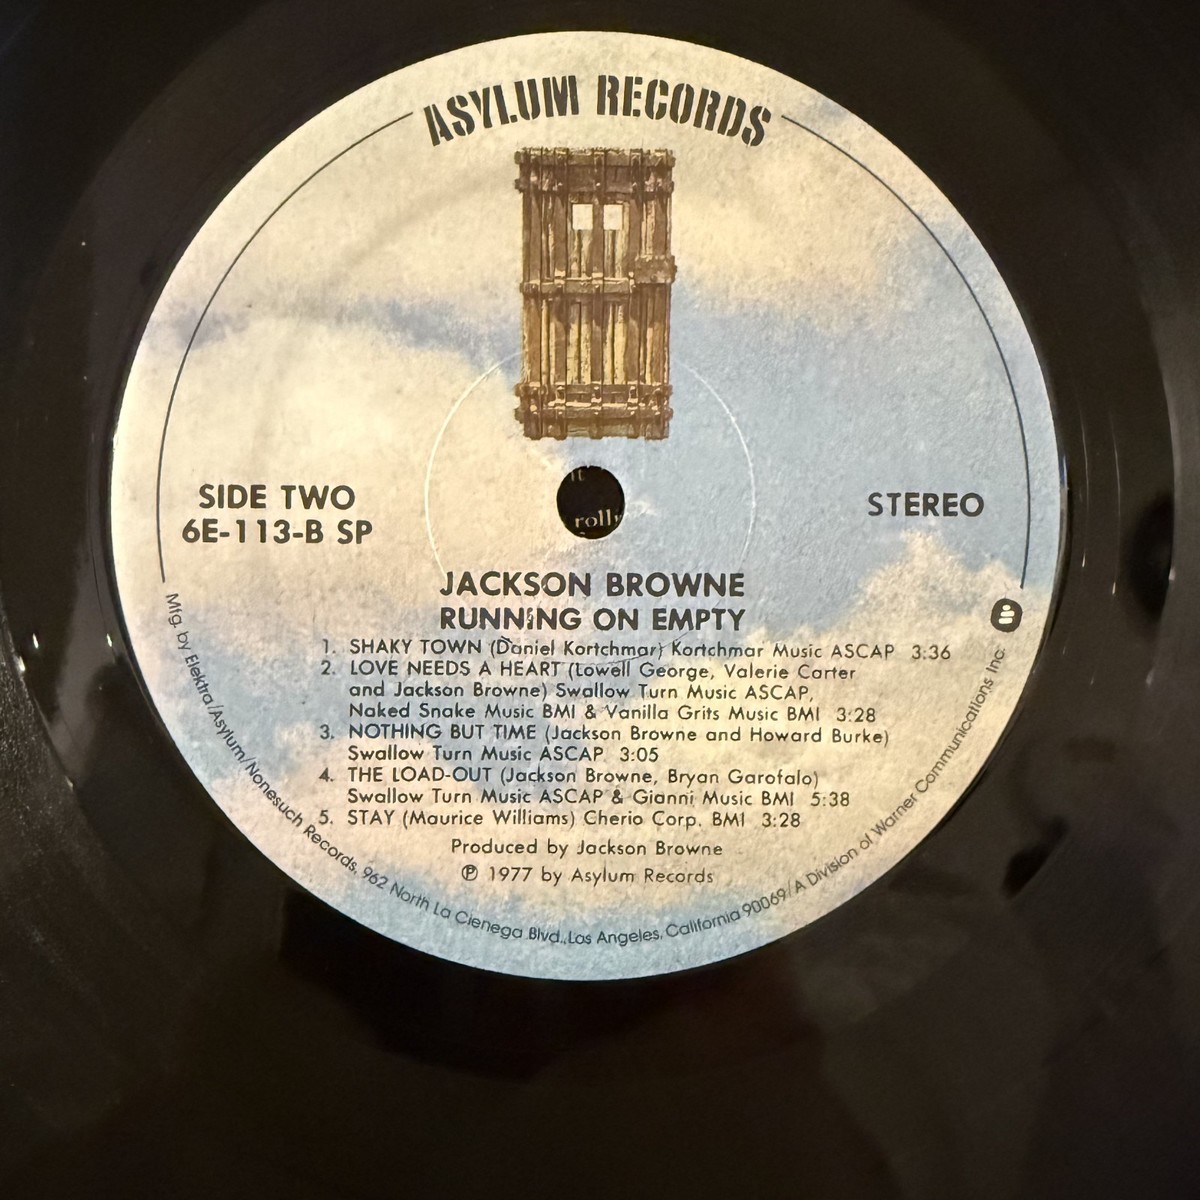 ASYLUM RECORDS
SIDE TWO
6E-113-B SP
STEREO
JACKSON BROWNE
RUNNING ON EMPTY
1. SHAKY TOWN (Daniel Kortchmar) Kortchmar Music ASCAP 3:36
2. LOVE NEEDS A HEART (Lowell George, Valerie Carter
and Jackson Browne) Swallow Turn Music ASCAP,
Naked Snake Music BMI & Vanilla Grits Music BMI 3:28
3. NOTHING BUT TIME (Jackson Browne and Howard Burke)
Swallow Turn Music ASCAP 3:05
4. THE LOAD-OUT (Jackson Browne, Bryan Garofalo)
Swallow Turn Music ASCAP & Gianni Music BMI 5:38
5. STAY (Maurice Williams) Cherio Corp. BMI 3:28
Produced by Jackson Browne
℗ 1977 by Asylum Records
Mfg. by Elektra/Asylum/Nonesuch Records, 962 North La Cienega Blvd., Los Angeles, California 90069/A Division of Warner Communications Inc.